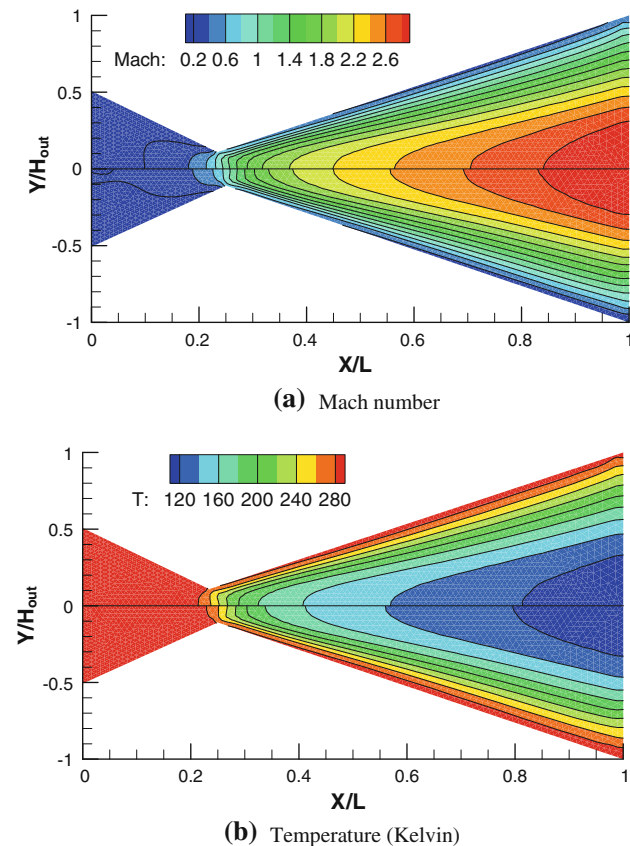 1
Mach: 0.2 0.6 1 1.4 1.8 2.2 2.6
0.5
Y/Hout
0
-0.5
-1
0 0.2 0.4 0.6 0.8 1
X/L
(a) Mach number
1
T: 120 160 200 240 280
0.5
Y/Hout
0
-0.5
-1
0 0.2 0.4 0.6 0.8 1
X/L
(b) Temperature (Kelvin)